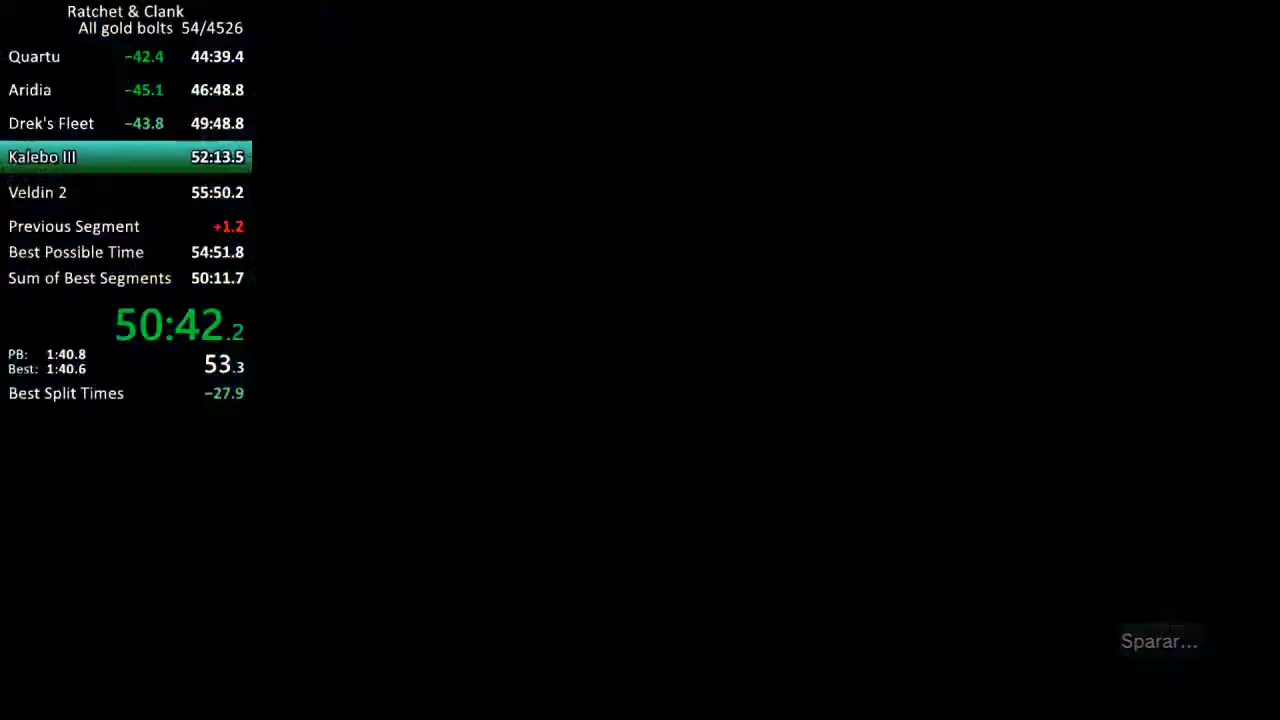 Ratchet & Clank
All gold bolts 54/4526
Quartu -42.4 44:39.4
Aridia -45.1 46:48.8
Drek's Fleet -43.8 49:48.8
Kalebo III 52:13.5
Veldin 2 55:50.2
Previous Segment +1.2
Best Possible Time 54:51.8
Sum of Best Segments 50:11.7
50:42.2
PB: 1:40.8
Best: 1:40.6
53.3
Best Split Times -27.9
Sparar...